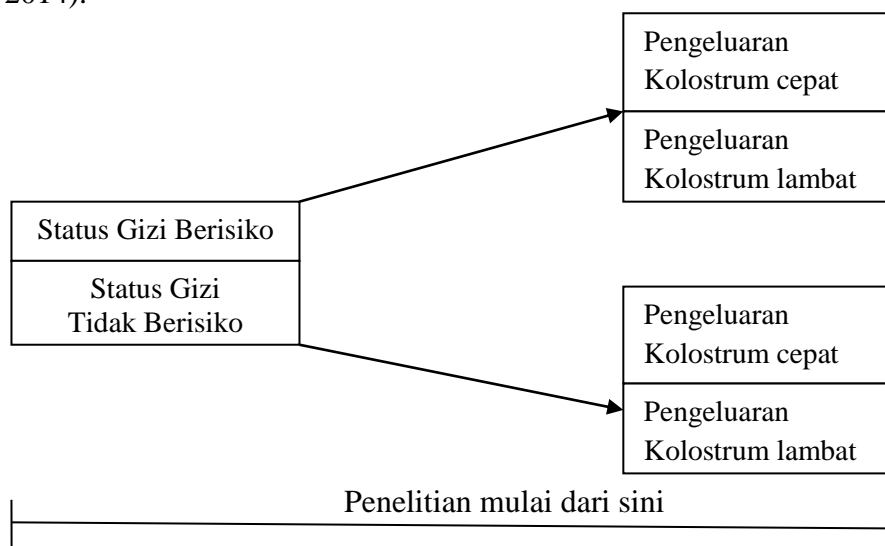 2014).
Pengeluaran
Kolostrum cepat
Pengeluaran
Kolostrum lambat
Status Gizi Berisiko
Status Gizi
Tidak Berisiko
Pengeluaran
Kolostrum cepat
Pengeluaran
Kolostrum lambat
Penelitian mulai dari sini